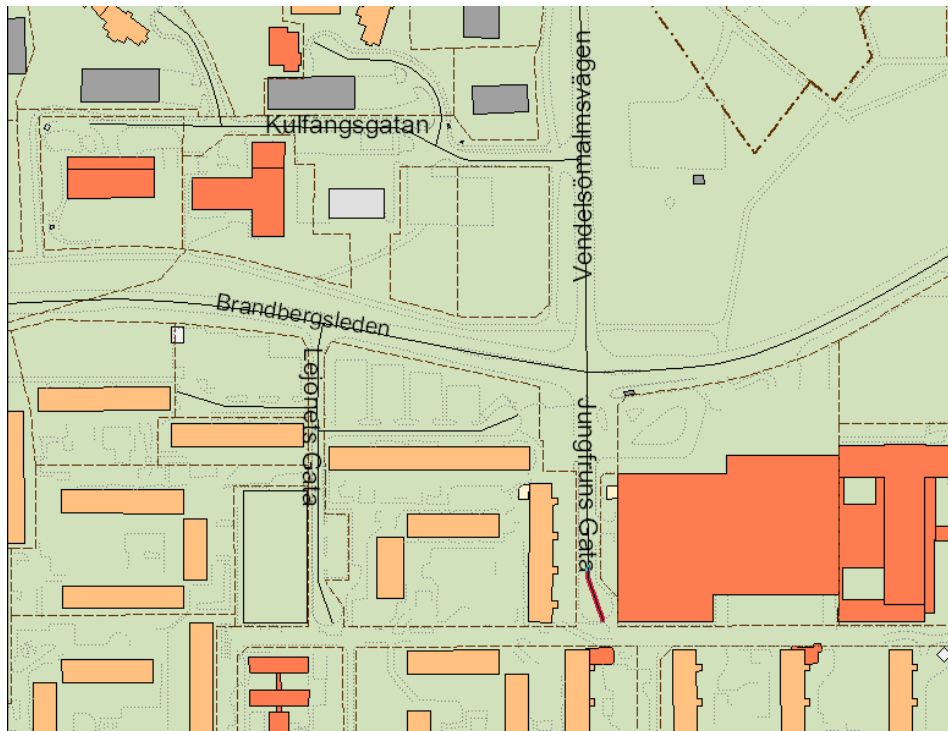 Kulfångsgatan
Vendelsömalmsvägen
Brandbergsleden
Lejonets Gata
Jungfruns Gata